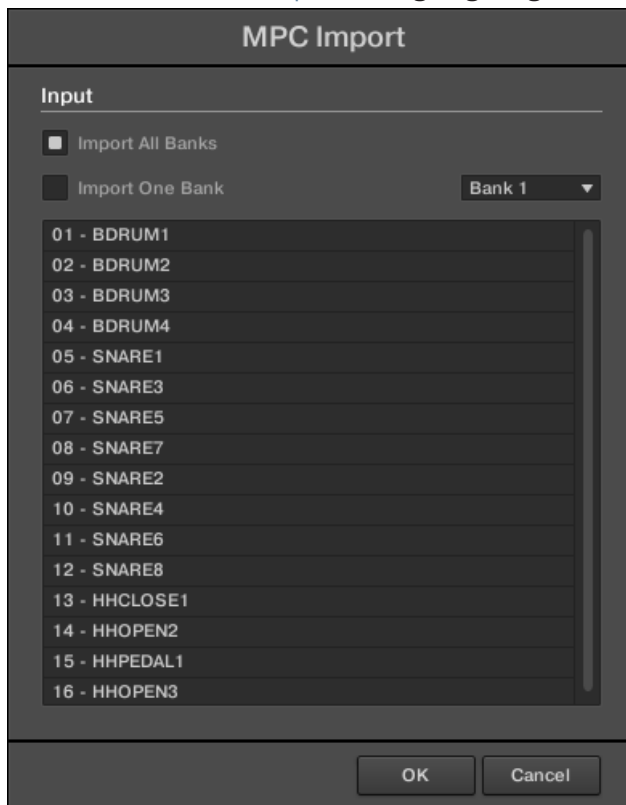 MPC Import
Input
Import All Banks
Import One Bank Bank 1
01 - BDRUM1
02 - BDRUM2
03 - BDRUM3
04 - BDRUM4
05 - SNARE1
06 - SNARE3
07 - SNARE5
08 - SNARE7
09 - SNARE2
10 - SNARE4
11 - SNARE6
12 - SNARE8
13 - HHCLOSE1
14 - HHOPEN2
15 - HHPEDAL1
16 - HHOPEN3
OK Cancel